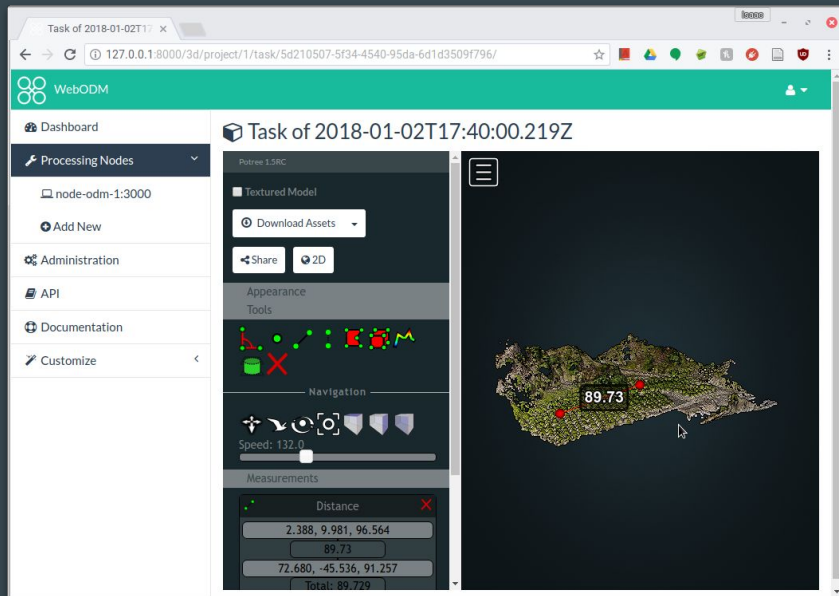 Isaac
Task of 2018-01-02T17
127.0.0.1:8000/3d/project/1/task/5d210507-5f34-4540-95da-6d1d3509f796/
WebODM
Dashboard
Processing Nodes
node-odm-1:3000
Add New
Administration
API
Documentation
Customize
Task of 2018-01-02T17:40:00.219Z
Potree 1.5RC
Textured Model
Download Assets
Share
2D
Appearance
Tools
Navigation
Speed: 132.0
Measurements
Distance
2.388, 9.981, 96.564
89.73
72.680, -45.536, 91.257
Total: 89.729
89.73